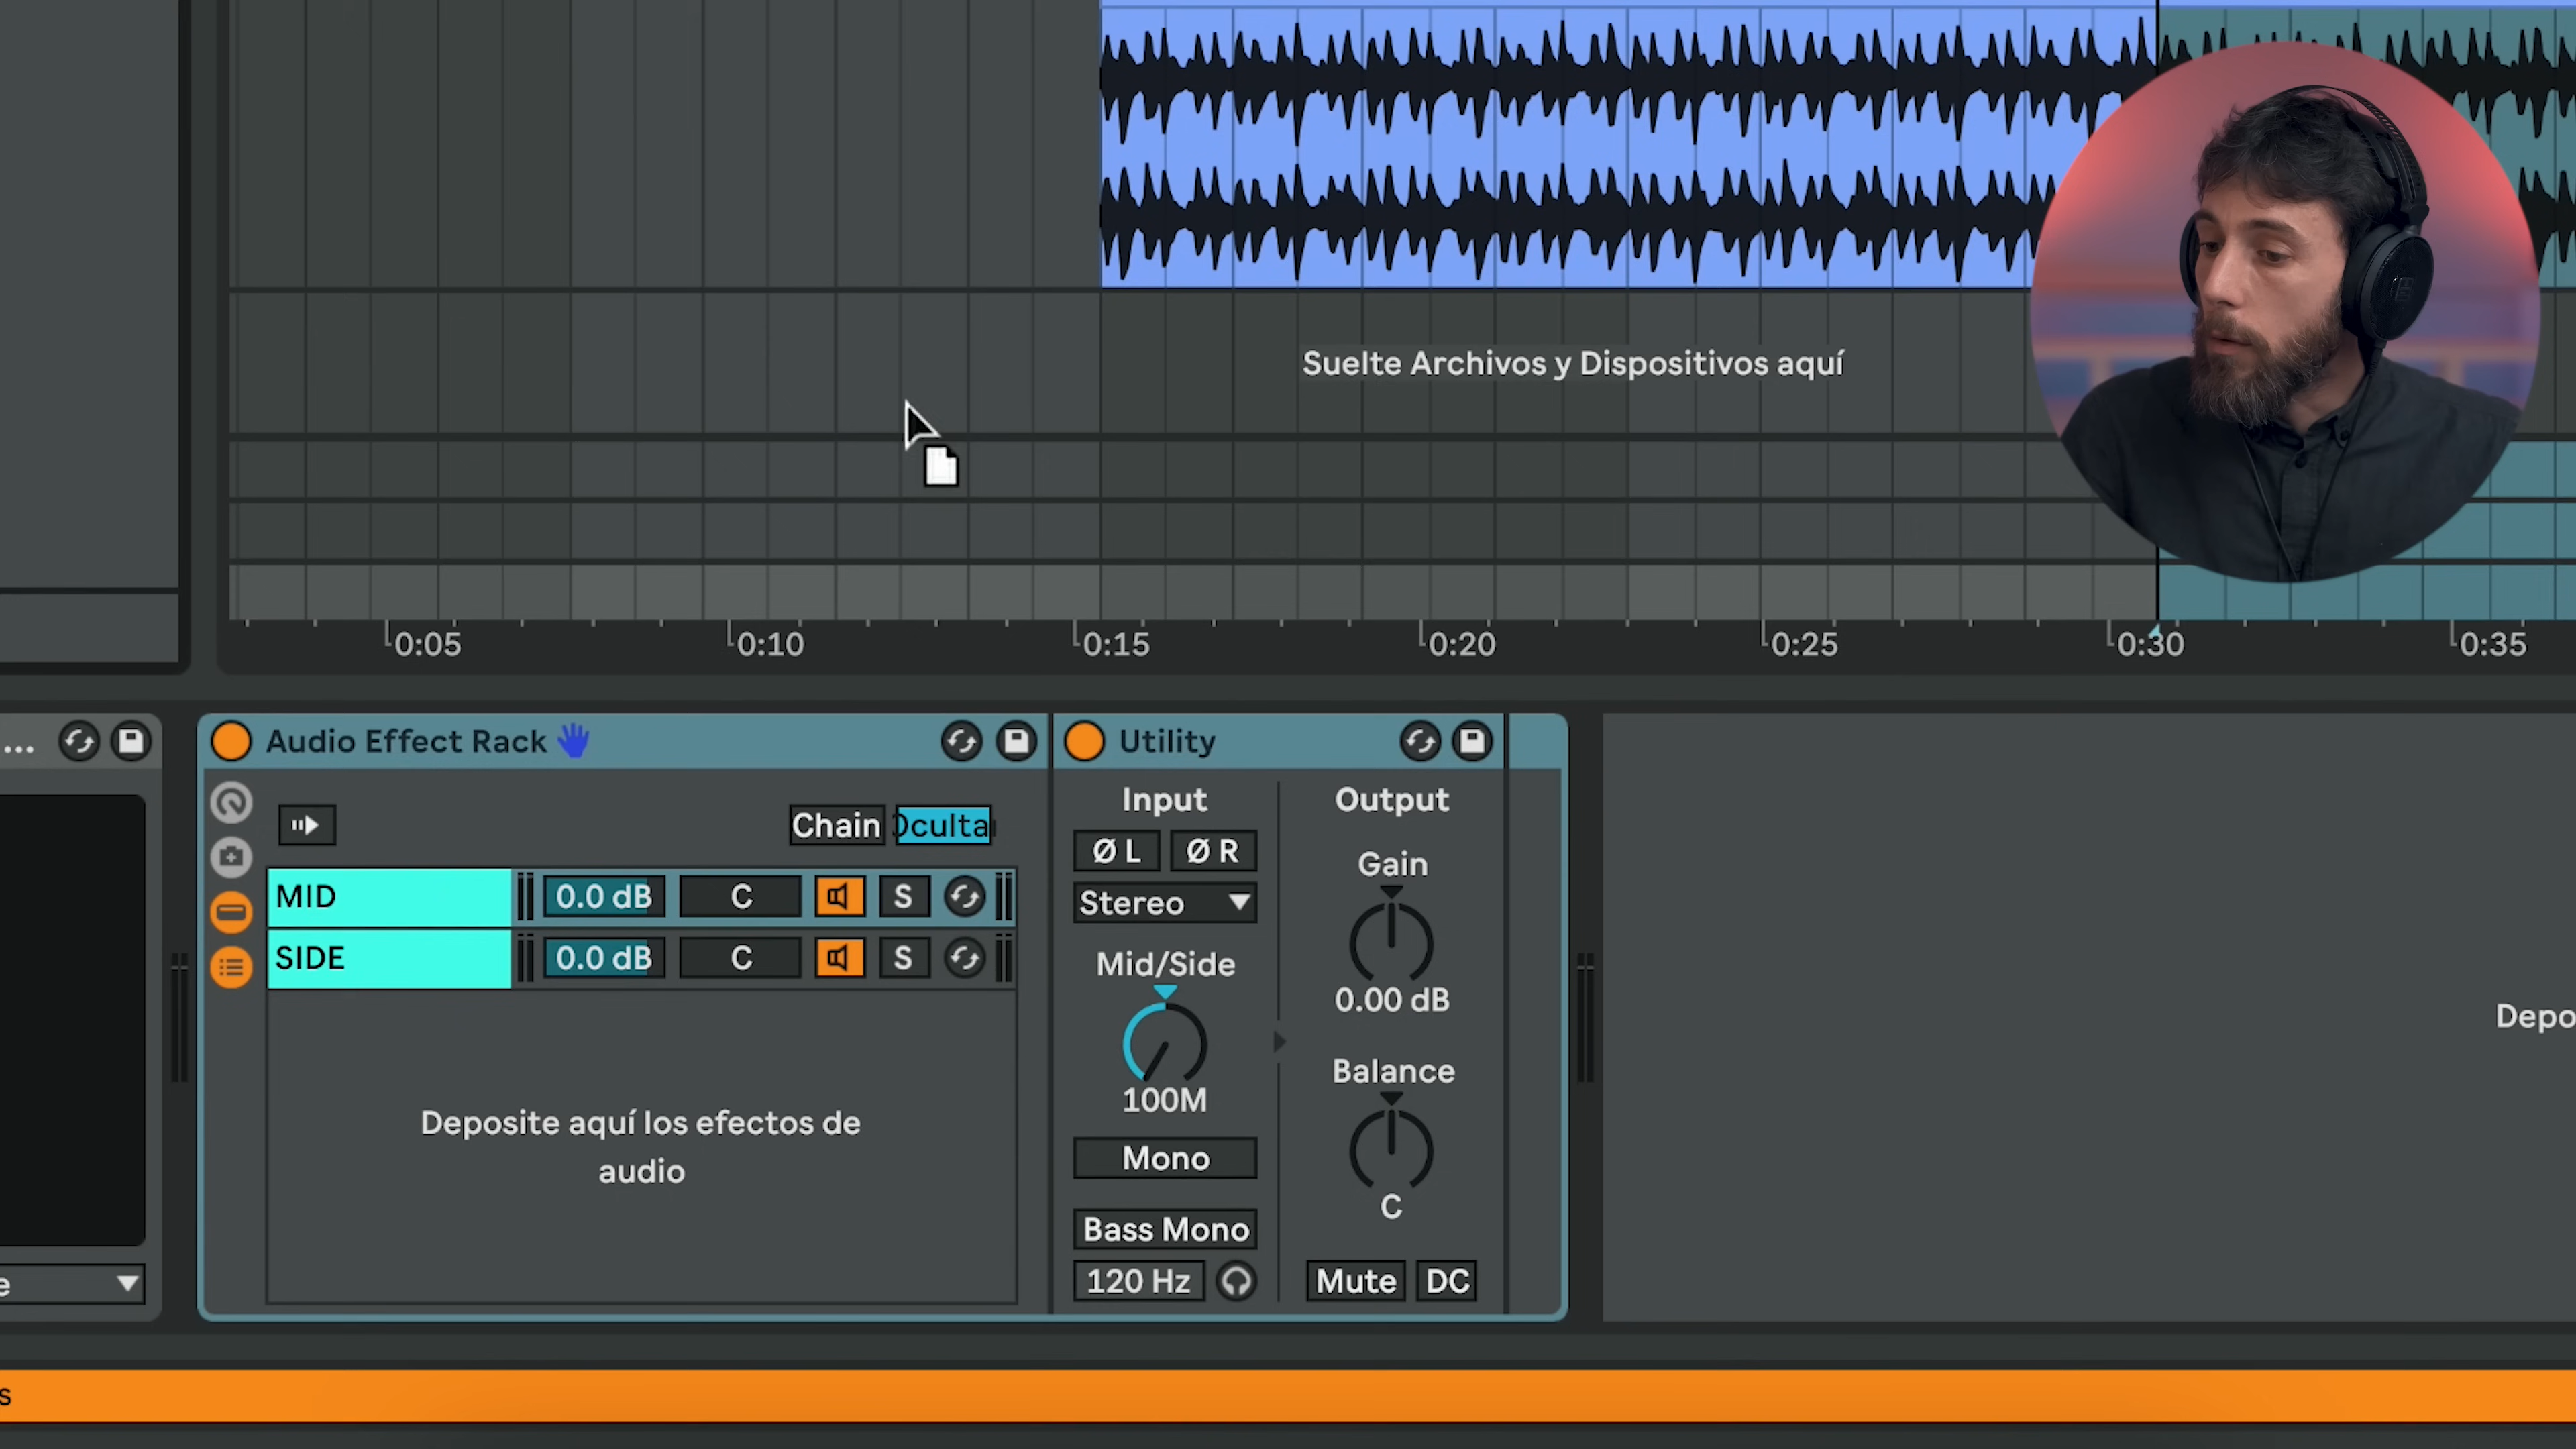 Suelte Archivos y Dispositivos aquí
0:05
0:10
0:15
0:20
0:25
0:30
0:35
...
Audio Effect Rack
Utility
Chain
MID
0.0 dB
C
S
SIDE
0.0 dB
C
S
Deposite aquí los efectos de
audio
Input
Ø L
Ø R
Stereo
Mid/Side
100M
Mono
Bass Mono
120 Hz
Output
Gain
0.00 dB
Balance
C
Mute
DC
e
s